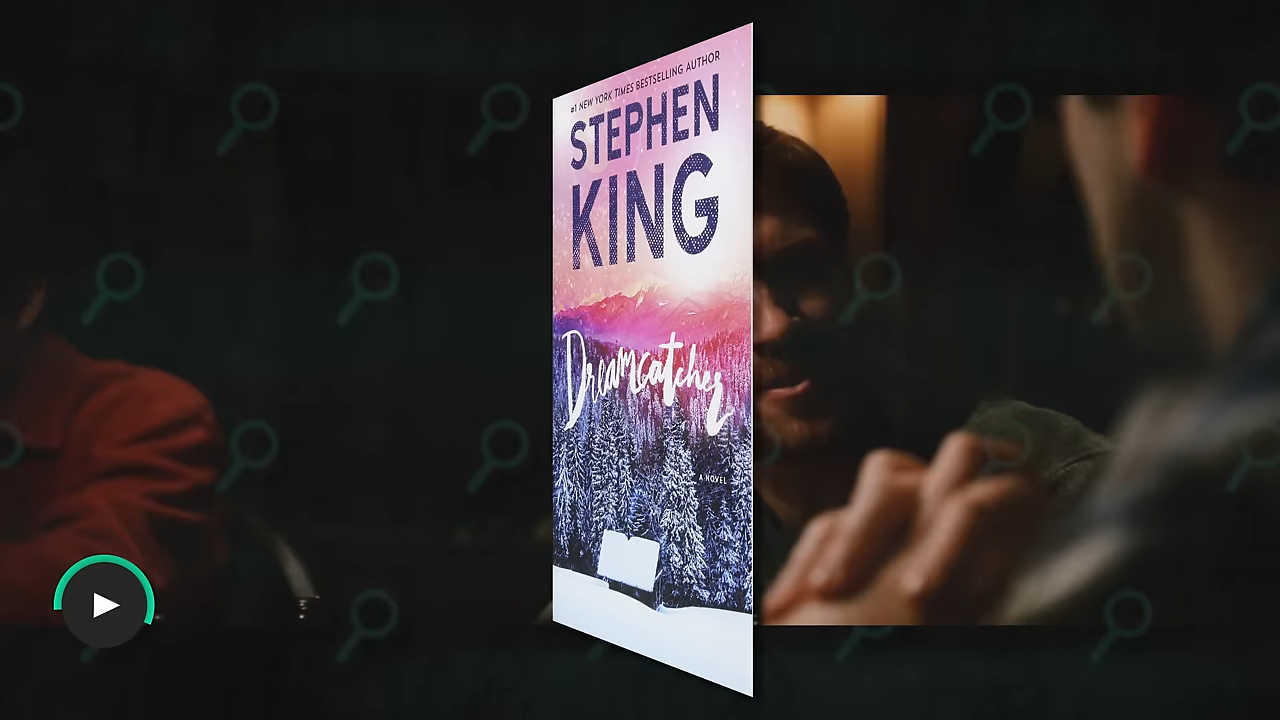 #1 NEW YORK TIMES BESTSELLING AUTHOR
STEPHEN
KING
Dreamcatcher
A NOVEL